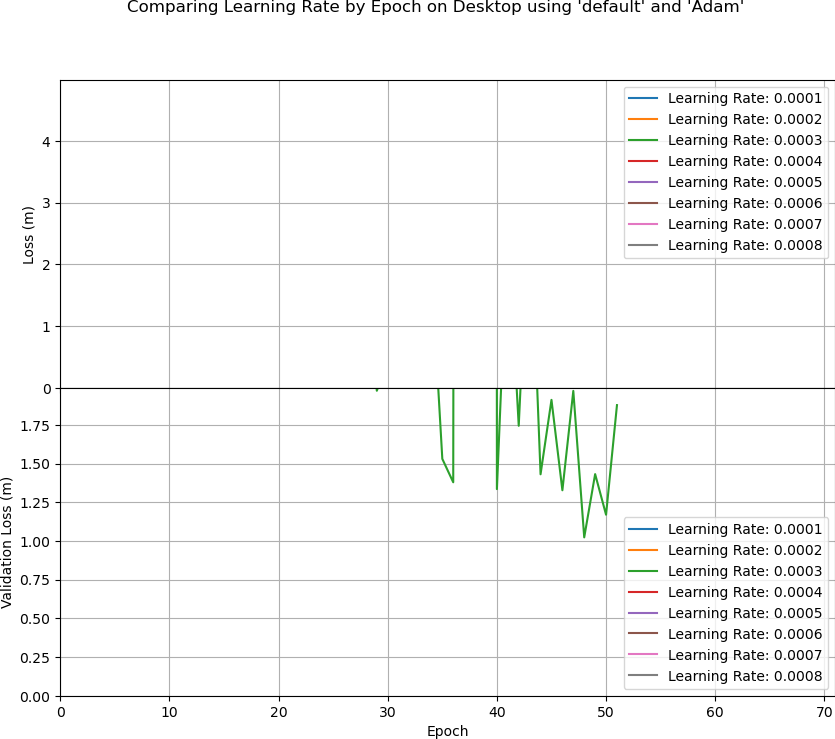 Comparing Learning Rate by Epoch on Desktop using 'default' and 'Adam'
Learning Rate: 0.0001
Learning Rate: 0.0002
Learning Rate: 0.0003
Learning Rate: 0.0004
Learning Rate: 0.0005
Learning Rate: 0.0006
Learning Rate: 0.0007
Learning Rate: 0.0008
4
3
2
1
0
Loss (m)
1.75
1.50
1.25
1.00
0.75
0.50
0.25
0.00
Validation Loss (m)
Learning Rate: 0.0001
Learning Rate: 0.0002
Learning Rate: 0.0003
Learning Rate: 0.0004
Learning Rate: 0.0005
Learning Rate: 0.0006
Learning Rate: 0.0007
Learning Rate: 0.0008
0 10 20 30 40 50 60 70
Epoch